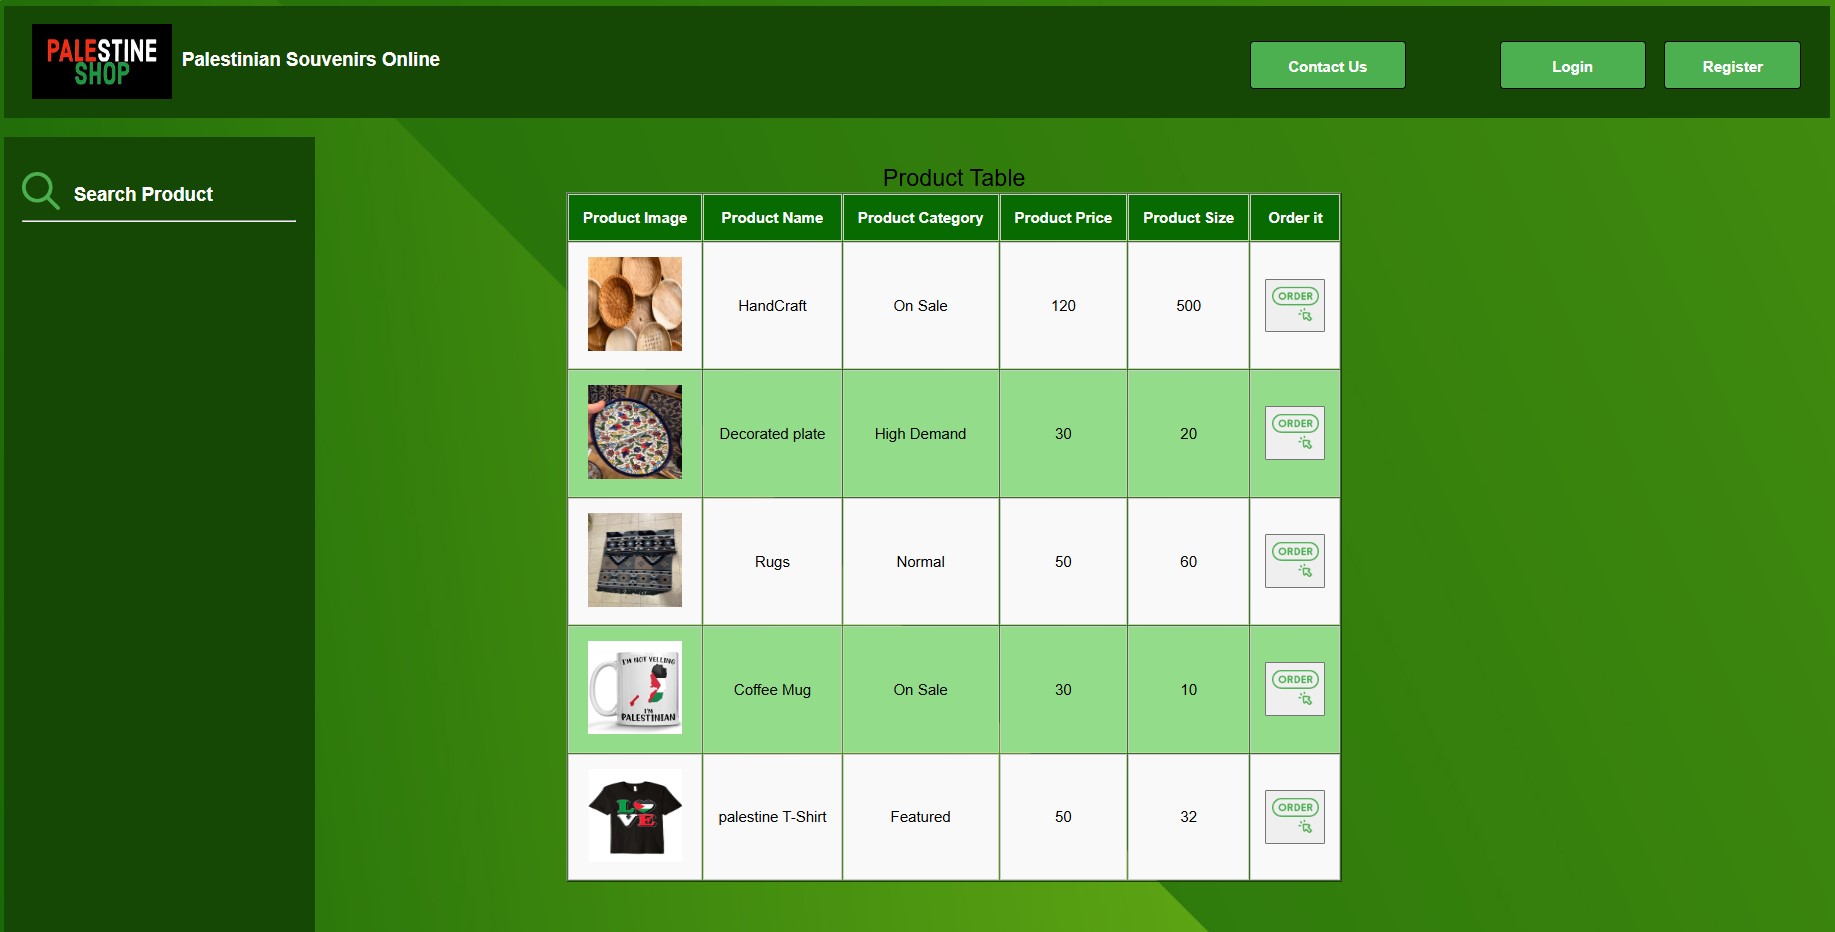 PALESTINE
SHOP
Palestinian Souvenirs Online
Contact Us
Login
Register
Search Product
Product Table
Product Image Product Name Product Category Product Price Product Size Order it
HandCraft On Sale 120 500 ORDER
Decorated plate High Demand 30 20 ORDER
Rugs Normal 50 60 ORDER
I'M NOT YELLING
I'M
PALESTINIAN
Coffee Mug On Sale 30 10 ORDER
LOVE
palestine T-Shirt Featured 50 32 ORDER